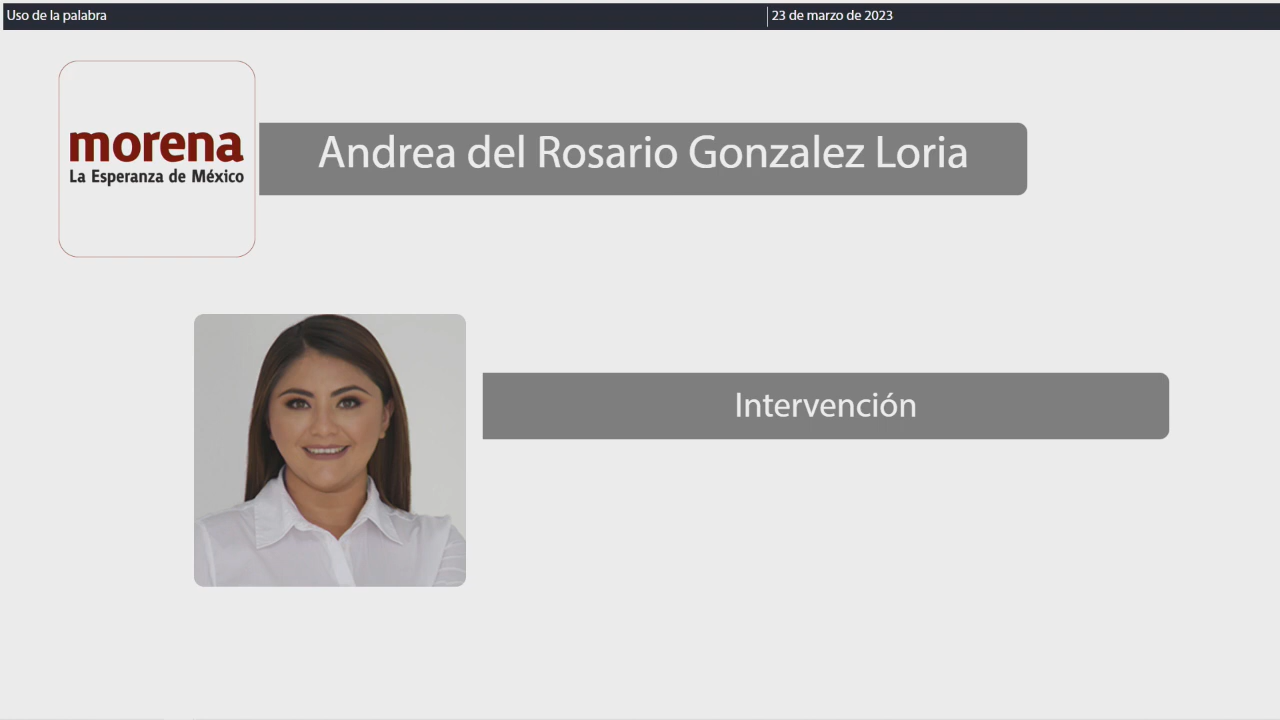 Uso de la palabra
23 de marzo de 2023
morena
La Esperanza de México
Andrea del Rosario Gonzalez Loria
Intervención